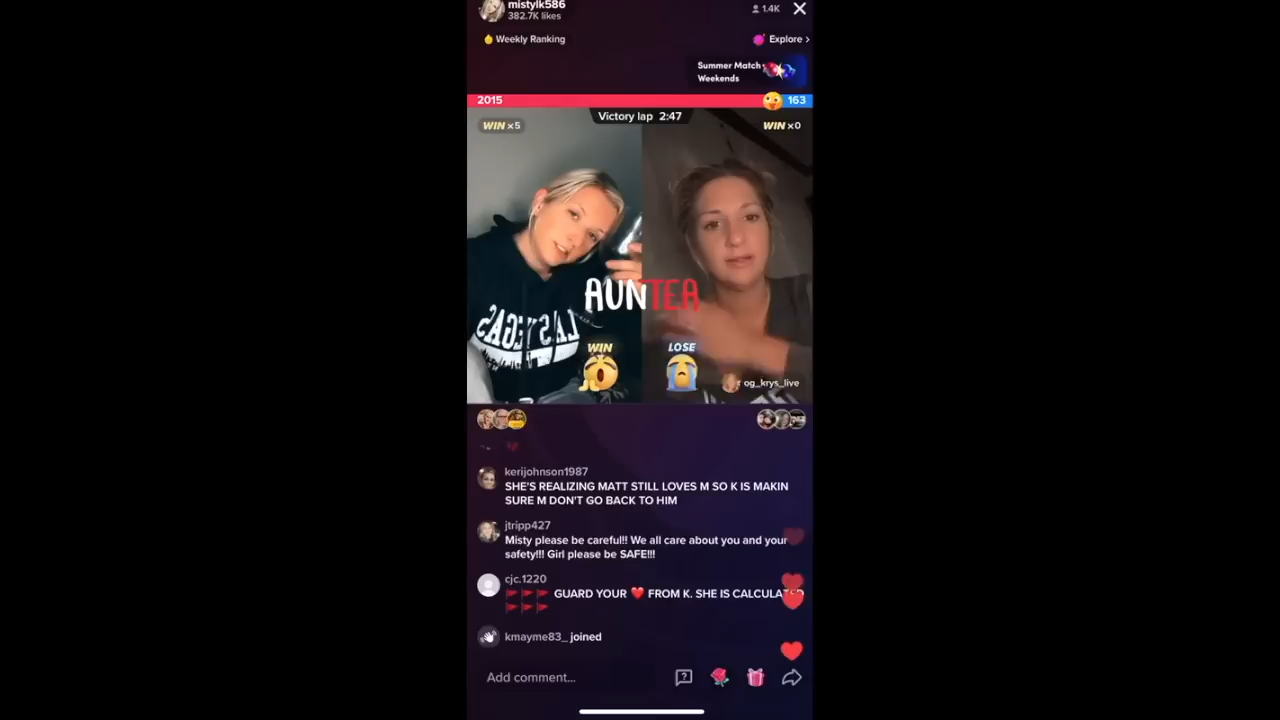 mistylk586
382.7K likes
1.4K
Weekly Ranking
Explore >
Summer Match
Weekends
2015
163
Victory lap 2:47
WIN ×5
WIN ×0
LAS VEGAS
AUNTEA
WIN
LOSE
og_krys_live
kerijohnson1987
SHE'S REALIZING MATT STILL LOVES M SO K IS MAKIN
SURE M DON'T GO BACK TO HIM
jtripp427
Misty please be careful!! We all care about you and your
safety!!! Girl please be SAFE!!!
cjc.1220
🚩🚩🚩 GUARD YOUR ❤️ FROM K. SHE IS CALCULATED
🚩🚩🚩
kmayme83_ joined
Add comment...